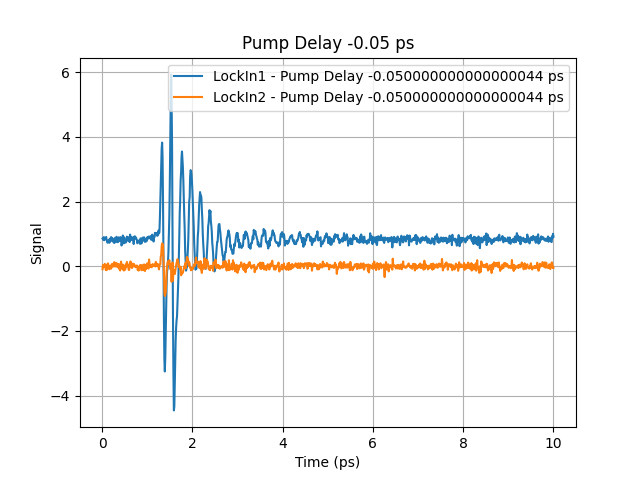 Pump Delay -0.05 ps
LockIn1 - Pump Delay -0.050000000000000044 ps
LockIn2 - Pump Delay -0.050000000000000044 ps
6
4
2
0
−2
−4
Signal
0 2 4 6 8 10
Time (ps)